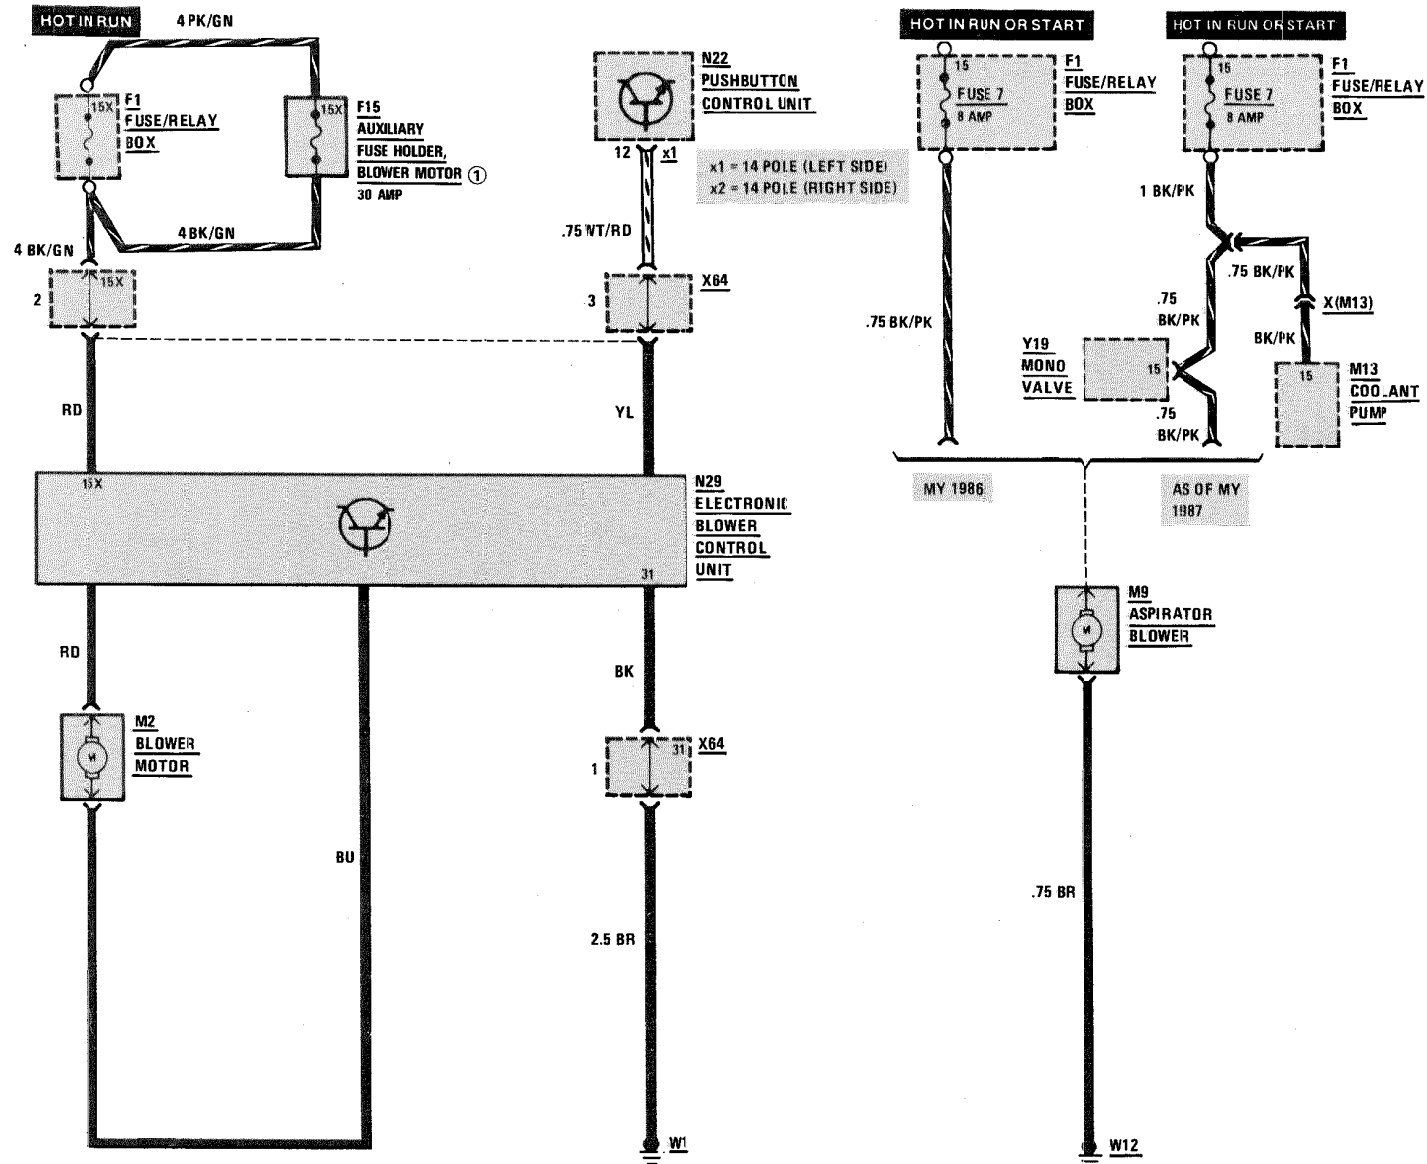 HOT IN RUN
4 PK/GN
15X
F1
FUSE/RELAY
BOX
15X
F15
AUXILIARY
FUSE HOLDER,
BLOWER MOTOR ①
30 AMP
4 BK/GN
4 BK/GN
2
15X
N22
PUSHBUTTON
CONTROL UNIT
12
x1
x1 = 14 POLE (LEFT SIDE)
x2 = 14 POLE (RIGHT SIDE)
.75 WT/RD
3
X64
HOT IN RUN OR START
15
FUSE 7
8 AMP
F1
FUSE/RELAY
BOX
HOT IN RUN OR START
15
FUSE 7
8 AMP
F1
FUSE/RELAY
BOX
1 BK/PK
.75 BK/PK
.75 BK/PK
.75
BK/PK
X(M13)
BK/PK
Y19
MONO
VALVE
15
15
M13
COOLANT
PUMP
.75
BK/PK
MY 1986
AS OF MY
1987
RD
YL
15X
31
N29
ELECTRONIC
BLOWER
CONTROL
UNIT
RD
BK
M2
BLOWER
MOTOR
M
31
X64
1
M9
ASPIRATOR
BLOWER
M
BU
.75 BR
2.5 BR
W1
W12